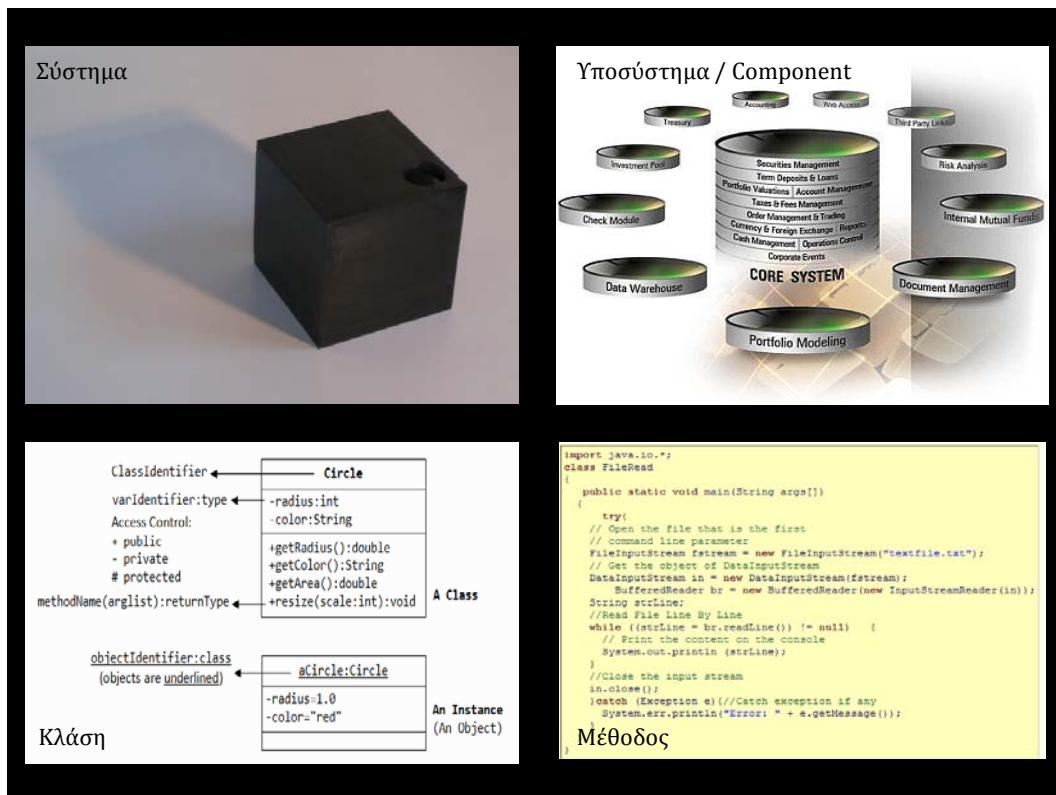 Σύστημα
Υποσύστημα / Component
Accounting
Web Access
Treasury
Third Party Links
Investment Pool
Risk Analysis
Check Module
Internal Mutual Funds
Data Warehouse
Document Management
Portfolio Modeling
Securities Management
Term Deposits & Loans
Portfolio Valuations | Account Management
Taxes & Fees Management
Order Management & Trading
Currency & Foreign Exchange | Reports
Cash Management | Operations Control
Corporate Events
CORE SYSTEM
ClassIdentifier
Circle
varIdentifier:type
-radius:int
-color:String
Access Control:
+ public
- private
# protected
+getRadius():double
+getColor():String
+getArea():double
methodName(arglist):returnType
+resize(scale:int):void
A Class
objectIdentifier:class
(objects are underlined)
aCircle:Circle
-radius=1.0
-color="red"
An Instance
(An Object)
Κλάση
import java.io.*;
class FileRead
{
public static void main(String args[])
{
try{
// Open the file that is the first
// command line parameter
FileInputStream fstream = new FileInputStream("textfile.txt");
// Get the object of DataInputStream
DataInputStream in = new DataInputStream(fstream);
BufferedReader br = new BufferedReader(new InputStreamReader(in));
String strLine;
//Read File Line By Line
while ((strLine = br.readLine()) != null) {
// Print the content on the console
System.out.println (strLine);
}
//Close the input stream
in.close();
}catch (Exception e){//Catch exception if any
System.err.println("Error: " + e.getMessage());
}
}
Μέθοδος